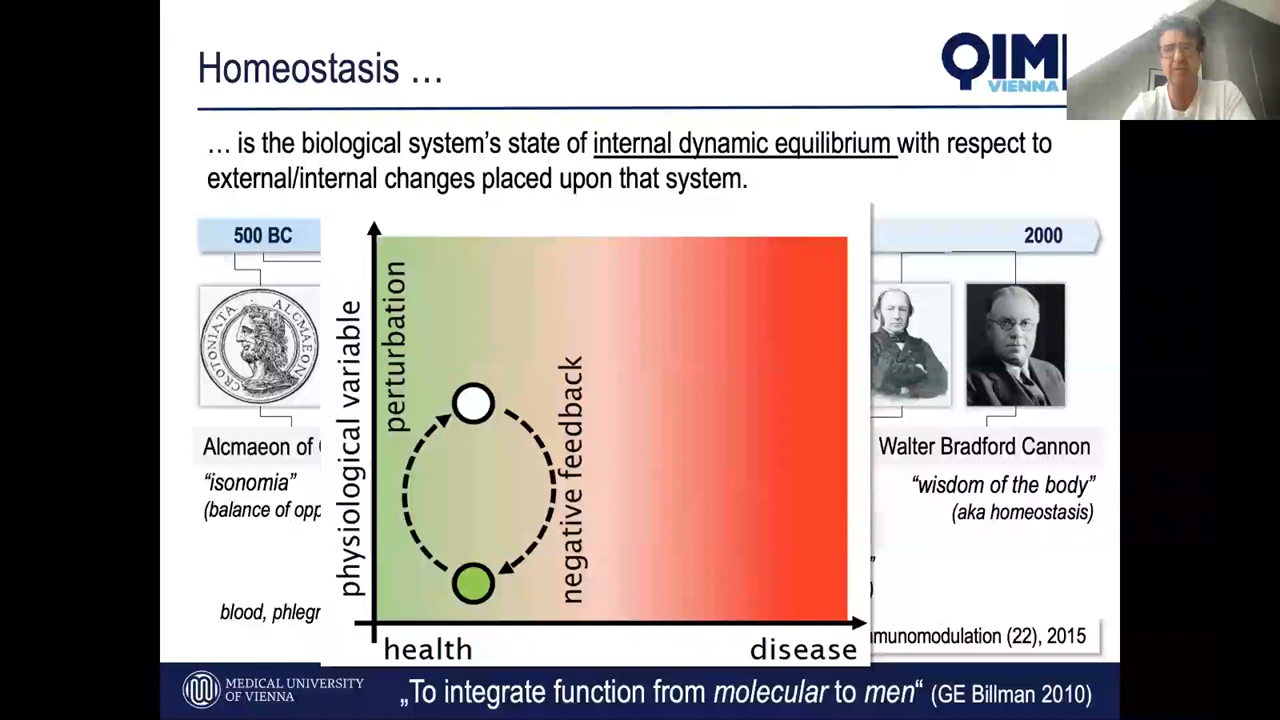 Homeostasis …
QIM
VIENNA
… is the biological system’s state of internal dynamic equilibrium with respect to
external/internal changes placed upon that system.
500 BC
2000
CROTONIATA ALCMAEON
physiological variable
perturbation
negative feedback
health
disease
Alcmaeon of
“isonomia”
(balance of opp
blood, phlegr
Walter Bradford Cannon
“wisdom of the body”
(aka homeostasis)
munomodulation (22), 2015
MEDICAL UNIVERSITY
OF VIENNA
„To integrate function from molecular to men“ (GE Billman 2010)